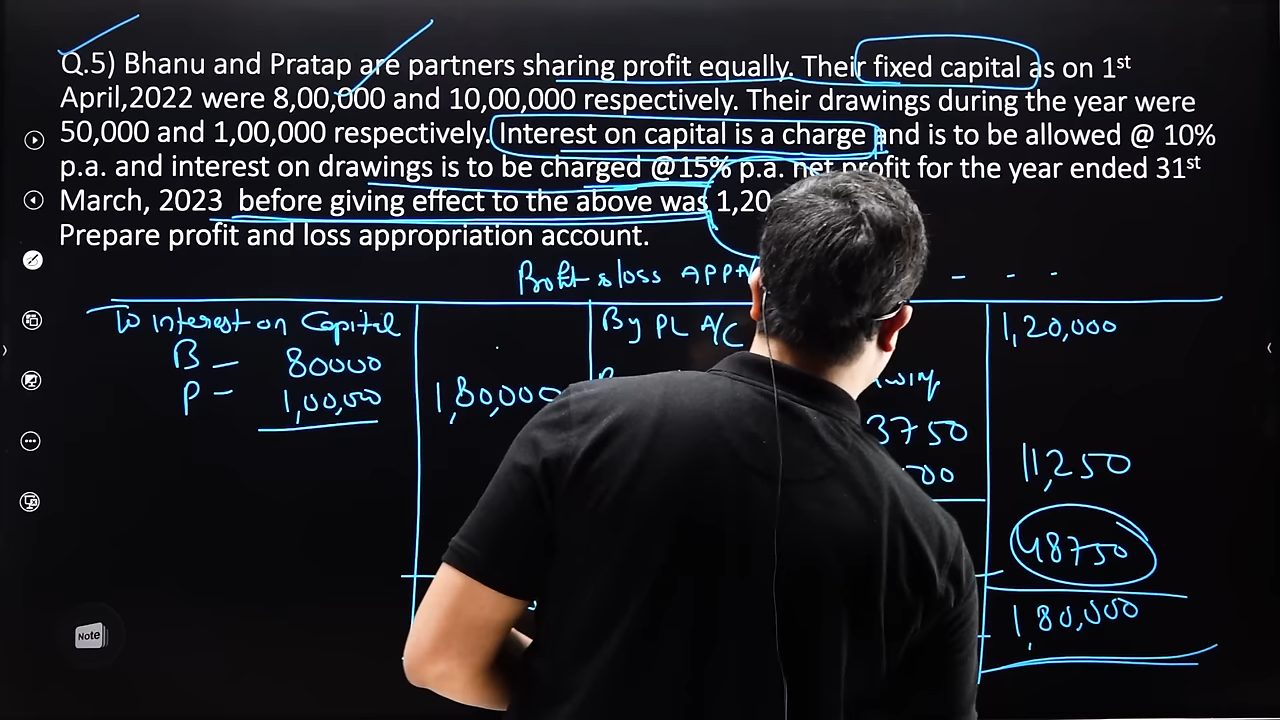 Q.5) Bhanu and Pratap are partners sharing profit equally. Their fixed capital as on 1st
April,2022 were 8,00,000 and 10,00,000 respectively. Their drawings during the year were
50,000 and 1,00,000 respectively. Interest on capital is a charge and is to be allowed @ 10%
p.a. and interest on drawings is to be charged @15% p.a. net profit for the year ended 31st
March, 2023 before giving effect to the above was 1,20
Prepare profit and loss appropriation account.
Profit & loss APPA
To Interest on Capital
By PL A/C
1,20,000
B - 80000
P - 1,00,000
1,80,000
3750
11,250
48750
1,80,000
Note